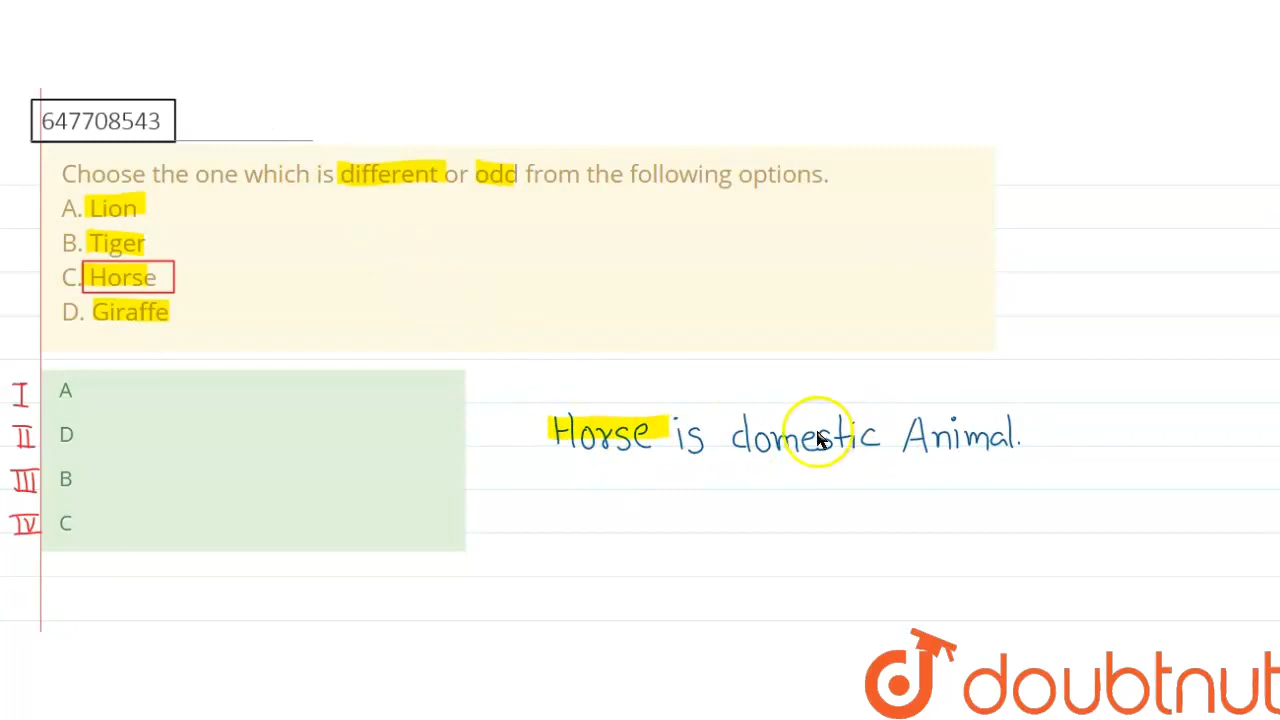 647708543
Choose the one which is different or odd from the following options.
A. Lion
B. Tiger
C. Horse
D. Giraffe
I A
II D
III B
IV C
Horse is domestic Animal.
doubtnut